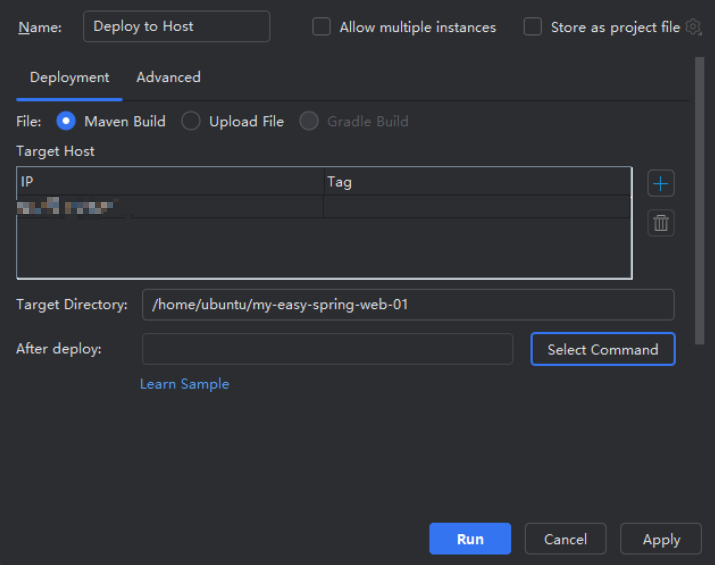 Name: Deploy to Host Allow multiple instances Store as project file
Deployment Advanced
File: Maven Build Upload File Gradle Build
Target Host
IP Tag
Target Directory: /home/ubuntu/my-easy-spring-web-01
After deploy: Select Command
Learn Sample
Run Cancel Apply